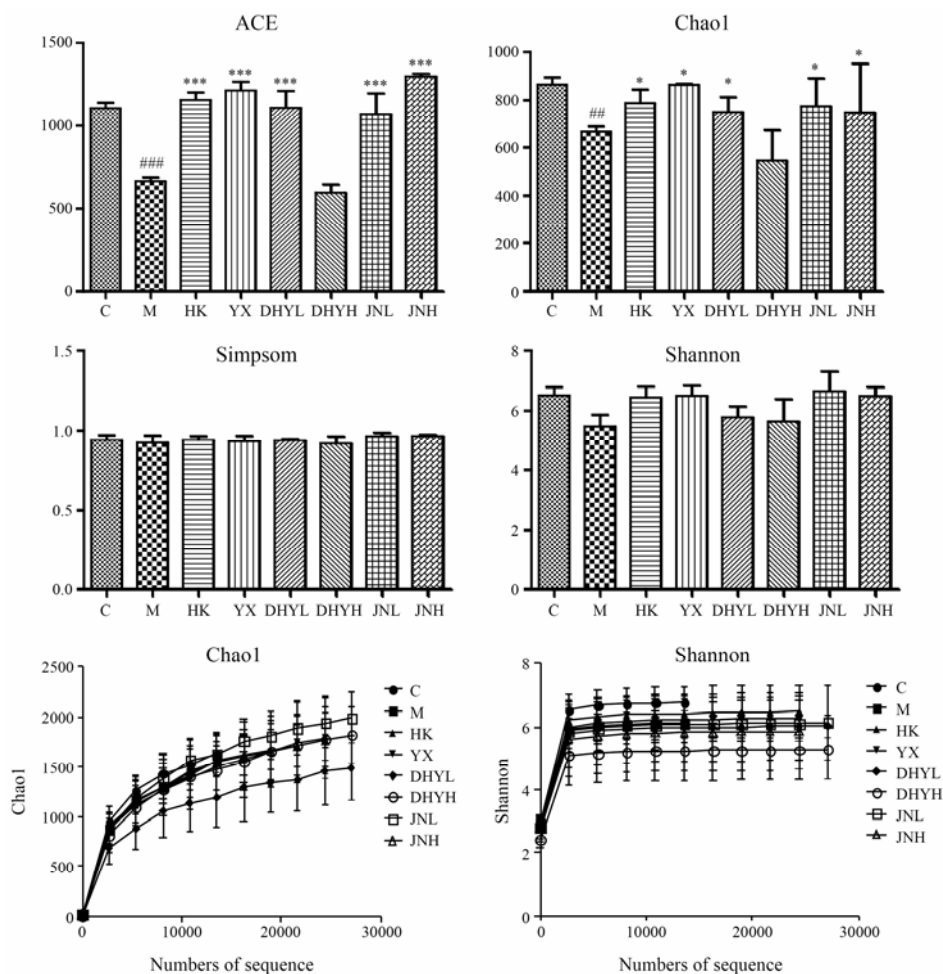 ACE
1500
1000
500
0
###
***
***
***
***
***
C M HK YX DHYL DHYH JNL JNH
Chao1
1000
800
600
400
200
0
##
*
*
*
*
*
C M HK YX DHYL DHYH JNL JNH
Simpsom
1.5
1.0
0.5
0.0
C M HK YX DHYL DHYH JNL JNH
Shannon
8
6
4
2
0
C M HK YX DHYL DHYH JNL JNH
Chao1
Chao1
2500
2000
1500
1000
500
0
0 10000 20000 30000
Numbers of sequence
C
M
HK
YX
DHYL
DHYH
JNL
JNH
Shannon
Shannon
8
6
4
2
0
0 10000 20000 30000
Numbers of sequence
C
M
HK
YX
DHYL
DHYH
JNL
JNH